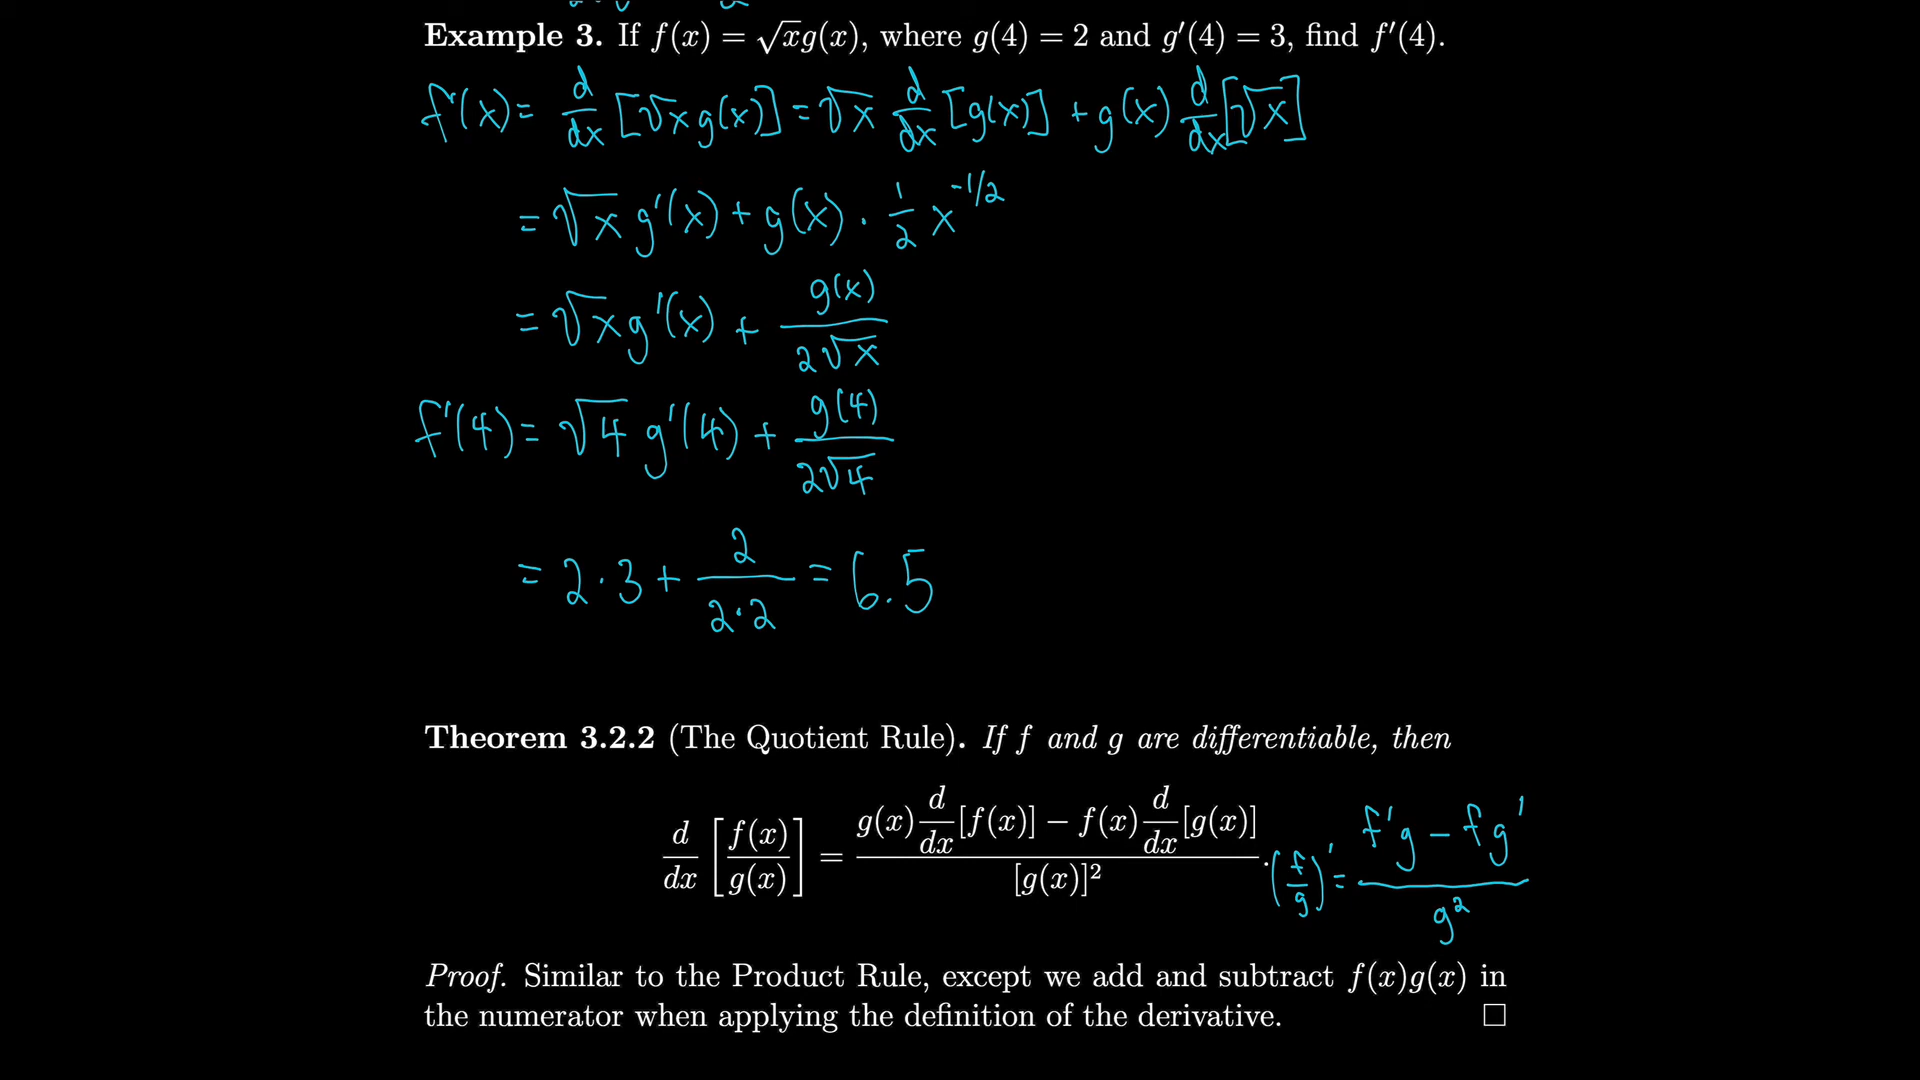 Example 3. If f(x) = √xg(x), where g(4) = 2 and g′(4) = 3, find f′(4).
f′(x) = d/dx [√x g(x)] = √x d/dx [g(x)] + g(x) d/dx [√x]
= √x g′(x) + g(x) · 1/2 x^(-1/2)
= √x g′(x) + g(x)/(2√x)
f′(4) = √4 g′(4) + g(4)/(2√4)
= 2·3 + 2/(2·2) = 6.5
Theorem 3.2.2 (The Quotient Rule). If f and g are differentiable, then
d/dx [f(x)/g(x)] = (g(x) d/dx [f(x)] − f(x) d/dx [g(x)])/[g(x)]². (f/g)′ = (f′g − fg′)/g²
Proof. Similar to the Product Rule, except we add and subtract f(x)g(x) in
the numerator when applying the definition of the derivative. □